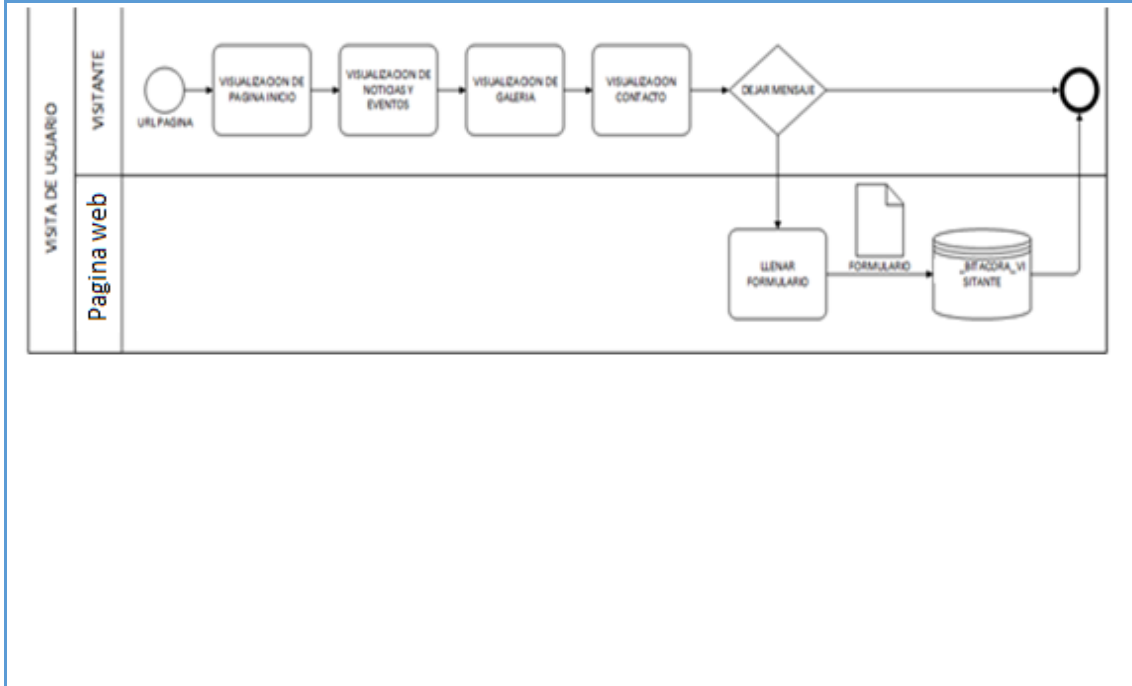 VISITA DE USUARIO
VISITANTE
URL PAGINA
VISUALIZACION DE
PAGINA INICIO
VISUALIZACION DE
NOTICIAS Y
EVENTOS
VISUALIZACION DE
GALERIA
VISUALIZACION
CONTACTO
DEJAR MENSAJE
Pagina web
LLENAR
FORMULARIO
FORMULARIO
_BITACORA_VI
SITANTE